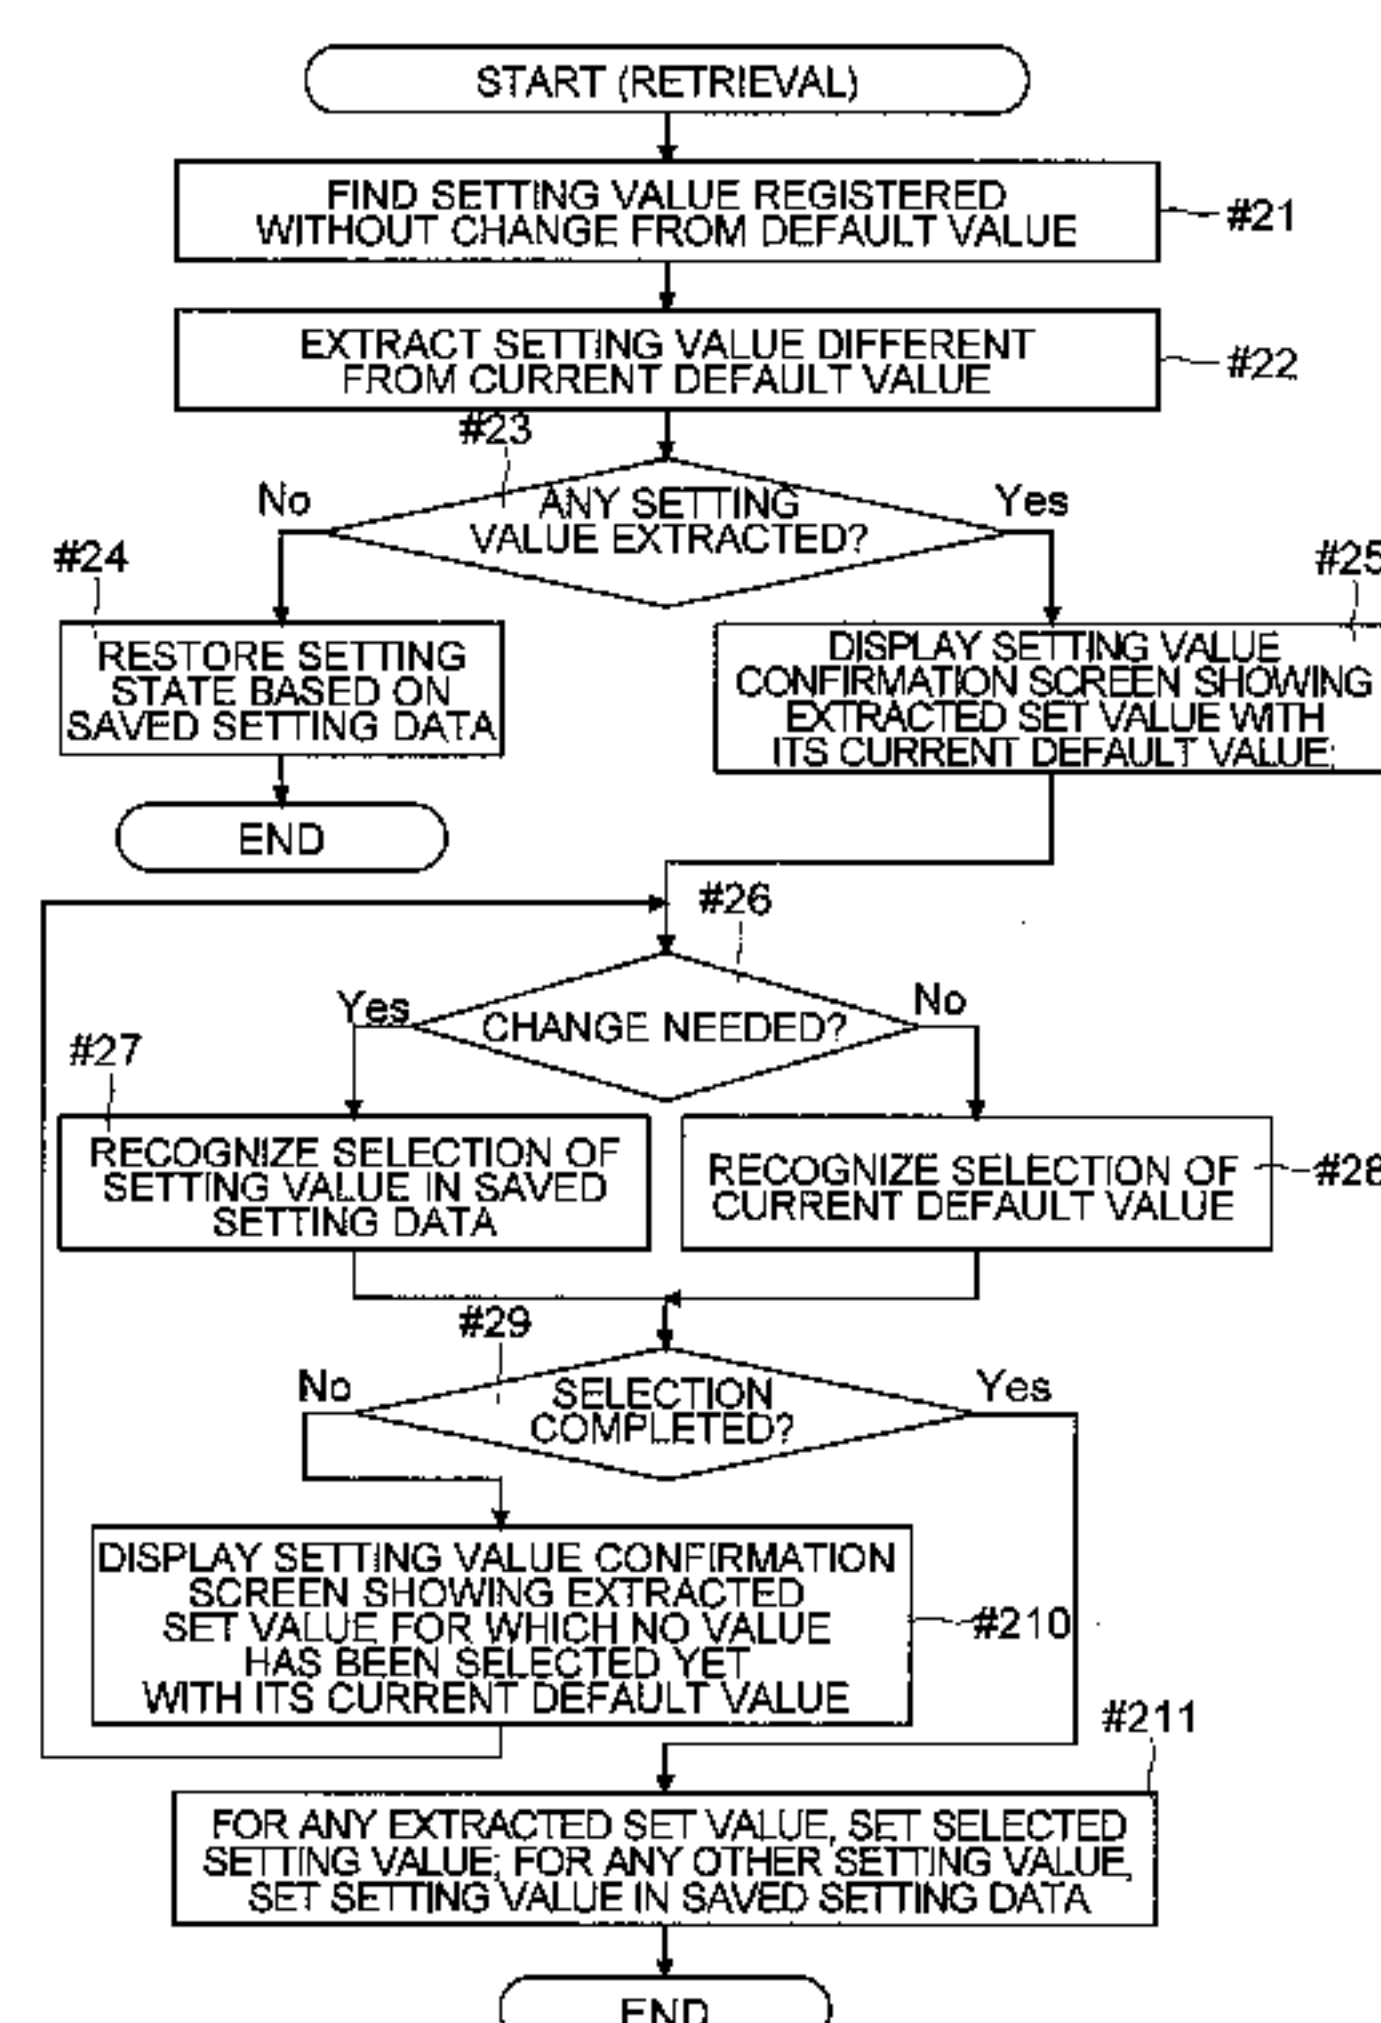 START (RETRIEVAL)
FIND SETTING VALUE REGISTERED
WITHOUT CHANGE FROM DEFAULT VALUE
#21
EXTRACT SETTING VALUE DIFFERENT
FROM CURRENT DEFAULT VALUE
#22
#23
No
ANY SETTING
VALUE EXTRACTED?
Yes
#24
RESTORE SETTING
STATE BASED ON
SAVED SETTING DATA
END
#25
DISPLAY SETTING VALUE
CONFIRMATION SCREEN SHOWING
EXTRACTED SET VALUE WITH
ITS CURRENT DEFAULT VALUE;
#26
Yes
CHANGE NEEDED?
No
#27
RECOGNIZE SELECTION OF
SETTING VALUE IN SAVED
SETTING DATA
RECOGNIZE SELECTION OF
CURRENT DEFAULT VALUE
#28
#29
No
SELECTION
COMPLETED?
Yes
DISPLAY SETTING VALUE CONFIRMATION
SCREEN SHOWING EXTRACTED
SET VALUE FOR WHICH NO VALUE
HAS BEEN SELECTED YET
WITH ITS CURRENT DEFAULT VALUE
#210
#211
FOR ANY EXTRACTED SET VALUE, SET SELECTED
SETTING VALUE; FOR ANY OTHER SETTING VALUE,
SET SETTING VALUE IN SAVED SETTING DATA
END